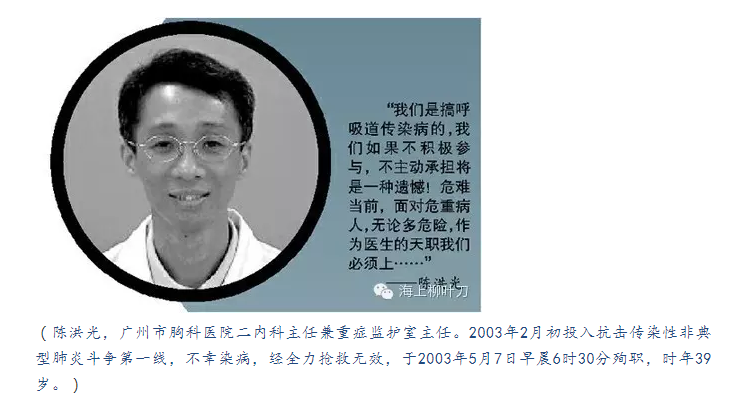 “我们是搞呼
吸道传染病的,我
们如果不积极参
与，不主动承担将
是一种遗憾！危难
当前，面对危重病
人,无论多危险,作
为医生的天职我们
必须上……”
——陈洪光
海上柳叶刀
（陈洪光，广州市胸科医院二内科主任兼重症监护室主任。2003年2月初投入抗击传染性非典
型肺炎斗争第一线，不幸染病，经全力抢救无效，于2003年5月7日早晨6时30分殉职，时年39
岁。）